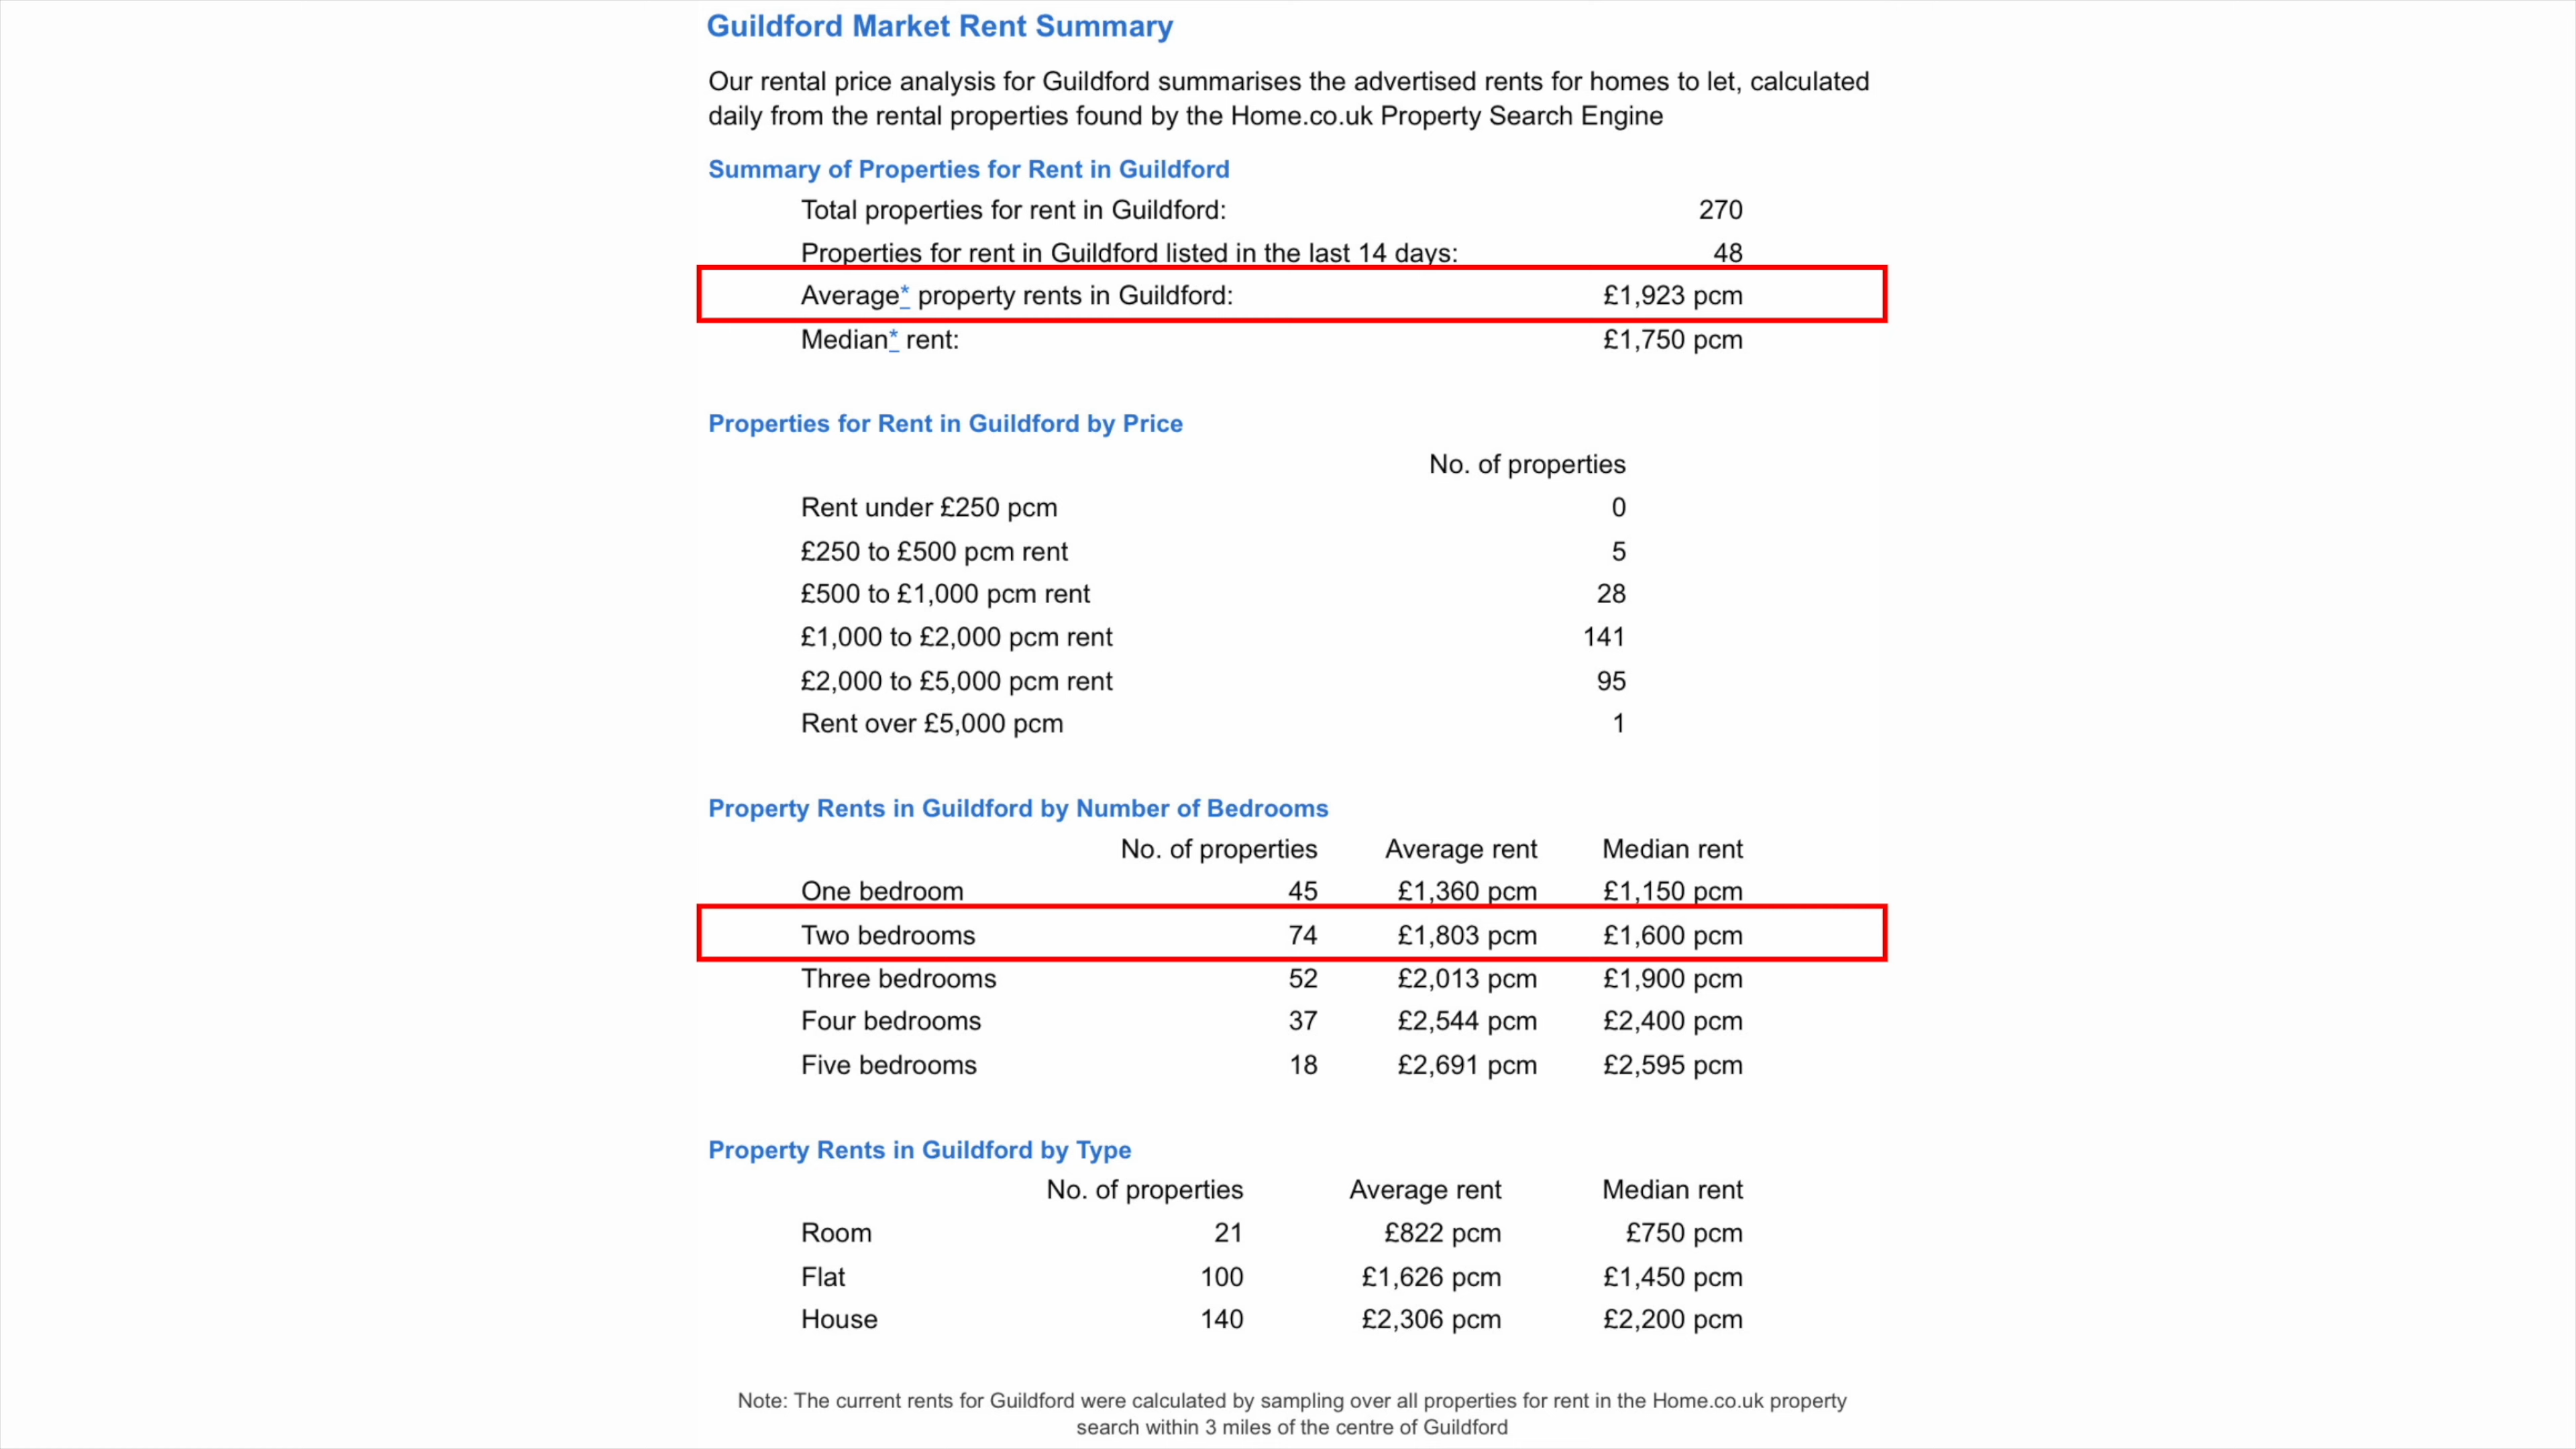 Guildford Market Rent Summary
Our rental price analysis for Guildford summarises the advertised rents for homes to let, calculated
daily from the rental properties found by the Home.co.uk Property Search Engine
Summary of Properties for Rent in Guildford
Total properties for rent in Guildford: 270
Properties for rent in Guildford listed in the last 14 days: 48
Average* property rents in Guildford: £1,923 pcm
Median* rent: £1,750 pcm
Properties for Rent in Guildford by Price
No. of properties
Rent under £250 pcm 0
£250 to £500 pcm rent 5
£500 to £1,000 pcm rent 28
£1,000 to £2,000 pcm rent 141
£2,000 to £5,000 pcm rent 95
Rent over £5,000 pcm 1
Property Rents in Guildford by Number of Bedrooms
No. of properties Average rent Median rent
One bedroom 45 £1,360 pcm £1,150 pcm
Two bedrooms 74 £1,803 pcm £1,600 pcm
Three bedrooms 52 £2,013 pcm £1,900 pcm
Four bedrooms 37 £2,544 pcm £2,400 pcm
Five bedrooms 18 £2,691 pcm £2,595 pcm
Property Rents in Guildford by Type
No. of properties Average rent Median rent
Room 21 £822 pcm £750 pcm
Flat 100 £1,626 pcm £1,450 pcm
House 140 £2,306 pcm £2,200 pcm
Note: The current rents for Guildford were calculated by sampling over all properties for rent in the Home.co.uk property
search within 3 miles of the centre of Guildford